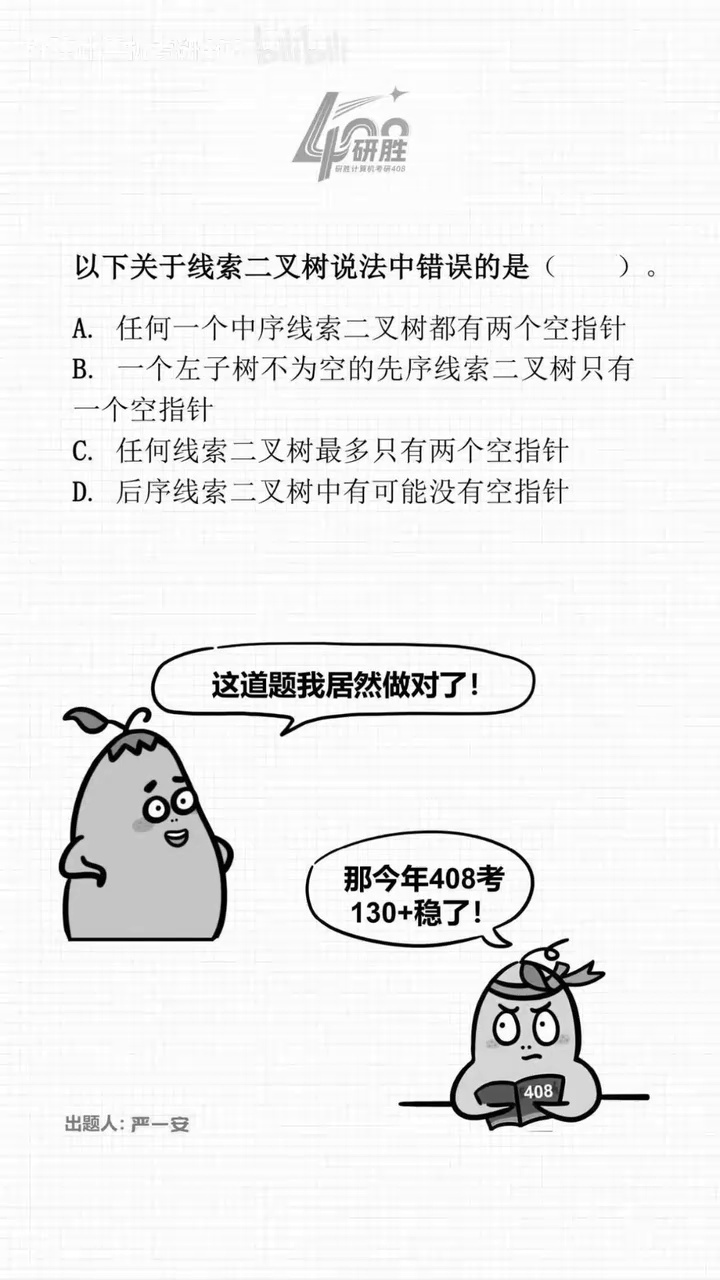 400研胜
研胜计算机考研408
以下关于线索二叉树说法中错误的是（　　）。
A. 任何一个中序线索二叉树都有两个空指针
B. 一个左子树不为空的先序线索二叉树只有
一个空指针
C. 任何线索二叉树最多只有两个空指针
D. 后序线索二叉树中有可能没有空指针
这道题我居然做对了!
那今年408考
130+稳了!
408
出题人: 严一安